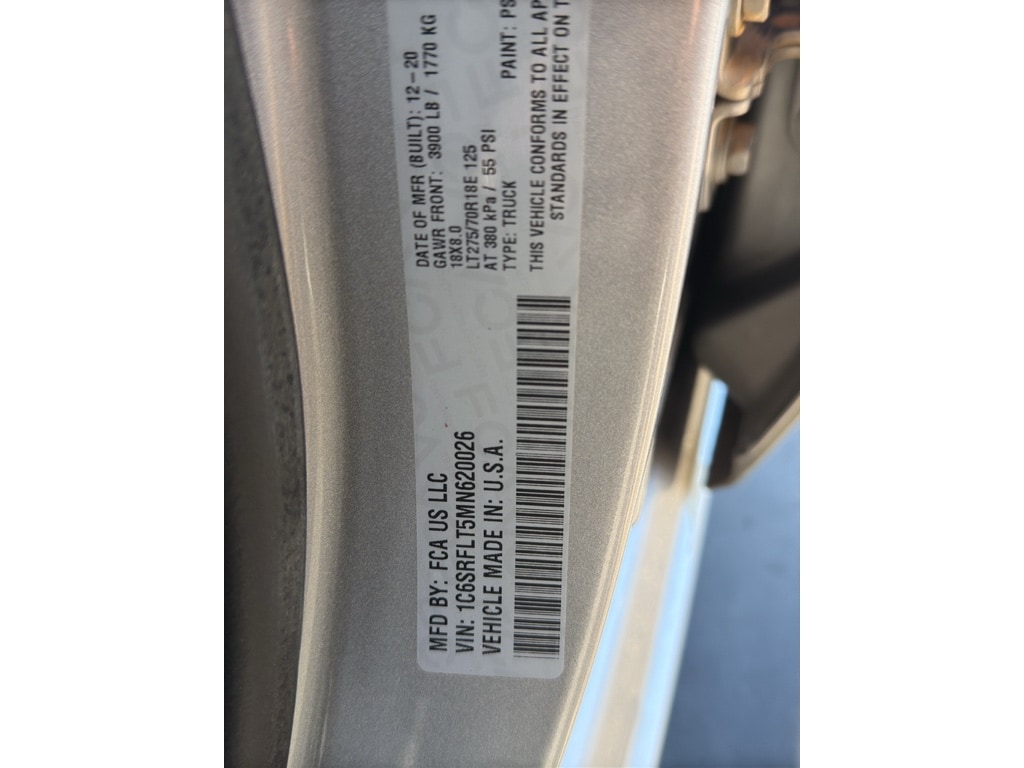 MFD BY: FCA US LLC
VIN: 1C6SRFLT5MN620026
VEHICLE MADE IN: U.S.A.
DATE OF MFR (BUILT): 12-20
GAWR FRONT: 3900 LB / 1770 KG
18X8.0
LT275/70R18E 125
AT 380 kPa / 55 PSI
TYPE: TRUCK PAINT: PS
THIS VEHICLE CONFORMS TO ALL AP
STANDARDS IN EFFECT ON T